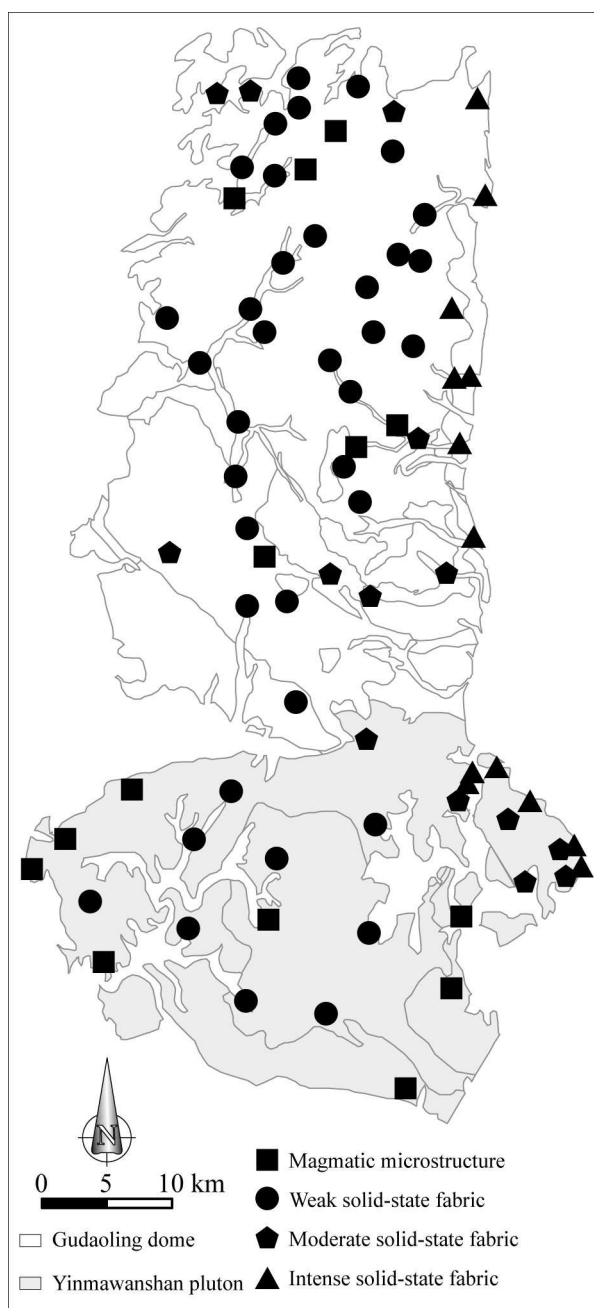 N
0 5 10 km
Gudaoling dome
Yinmawanshan pluton
Magmatic microstructure
Weak solid-state fabric
Moderate solid-state fabric
Intense solid-state fabric